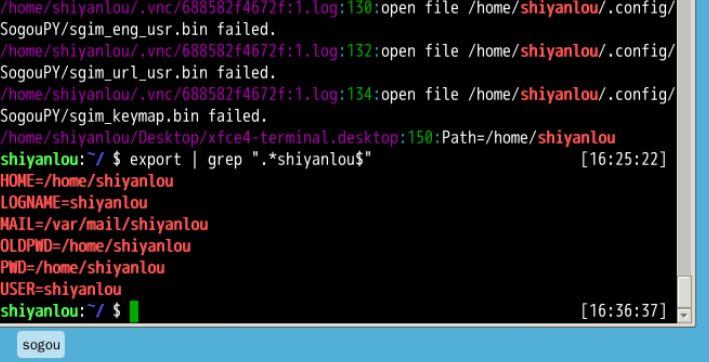 /home/shiyanlou/.vnc/688582f4672f:1.log:130:open file /home/shiyanlou/.config/
SogouPY/sgim_eng_usr.bin failed.
/home/shiyanlou/.vnc/688582f4672f:1.log:132:open file /home/shiyanlou/.config/
SogouPY/sgim_url_usr.bin failed.
/home/shiyanlou/.vnc/688582f4672f:1.log:134:open file /home/shiyanlou/.config/
SogouPY/sgim_keymap.bin failed.
/home/shiyanlou/Desktop/xfce4-terminal.desktop:150:Path=/home/shiyanlou
shiyanlou:~/ $ export | grep ".*shiyanlou$" [16:25:22]
HOME=/home/shiyanlou
LOGNAME=shiyanlou
MAIL=/var/mail/shiyanlou
OLDPWD=/home/shiyanlou
PWD=/home/shiyanlou
USER=shiyanlou
shiyanlou:~/ $ [16:36:37]
sogou